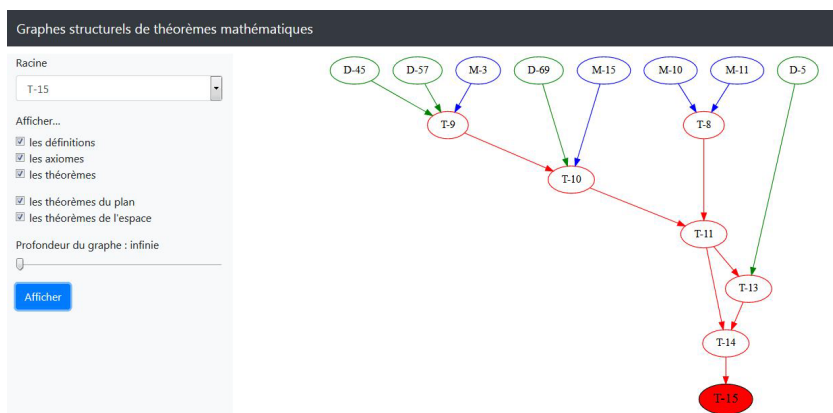 Graphes structurels de théorèmes mathématiques
Racine
T-15
Afficher...
les définitions
les axiomes
les théorèmes
les théorèmes du plan
les théorèmes de l'espace
Profondeur du graphe : infinie
Afficher
D-45 D-57 M-3 D-69 M-15 M-10 M-11 D-5
T-9 T-8
T-10
T-11
T-13
T-14
T-15